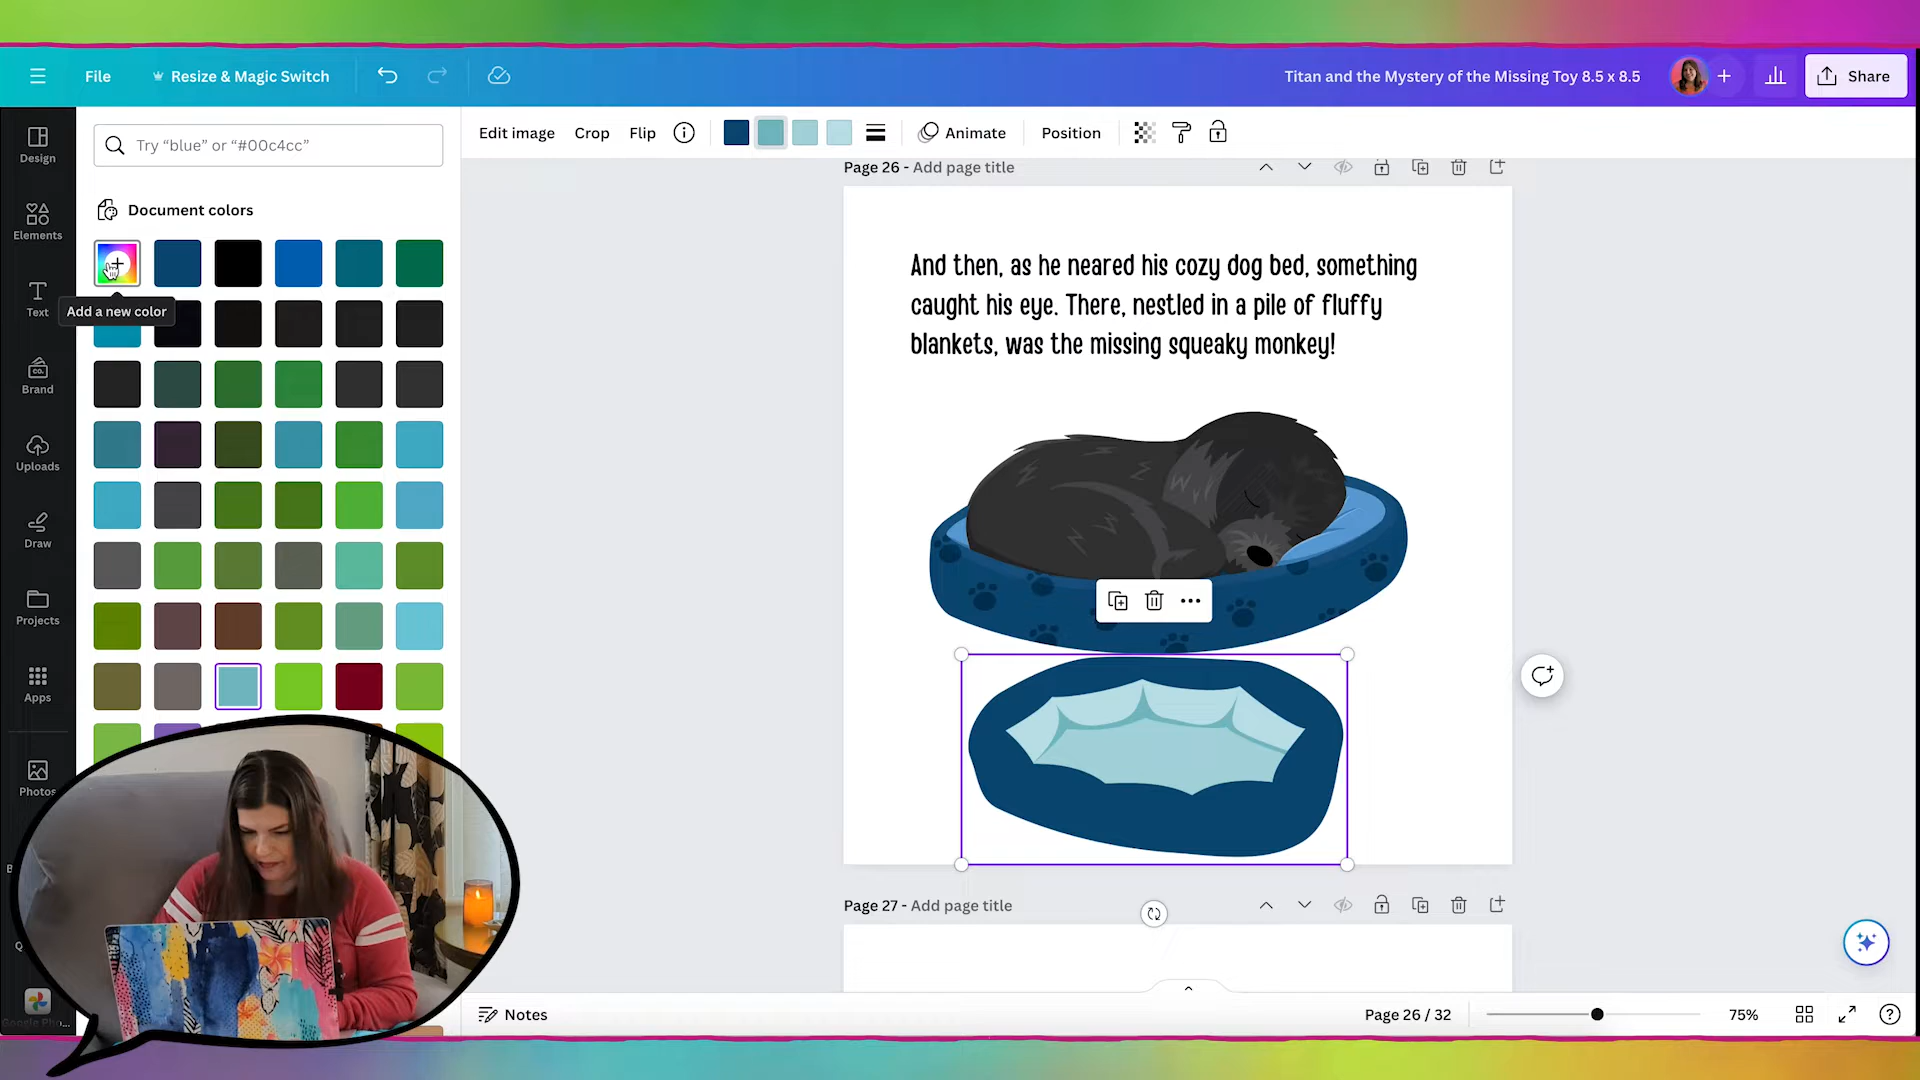 File
Resize & Magic Switch
Titan and the Mystery of the Missing Toy 8.5 x 8.5
Share
Design
Elements
Text
Brand
Uploads
Draw
Projects
Apps
Photos
Try “blue” or “#00c4cc”
Document colors
Add a new color
Edit image
Crop
Flip
Animate
Position
Page 26 - Add page title
And then, as he neared his cozy dog bed, something
caught his eye. There, nestled in a pile of fluffy
blankets, was the missing squeaky monkey!
Page 27 - Add page title
Notes
Page 26 / 32
75%